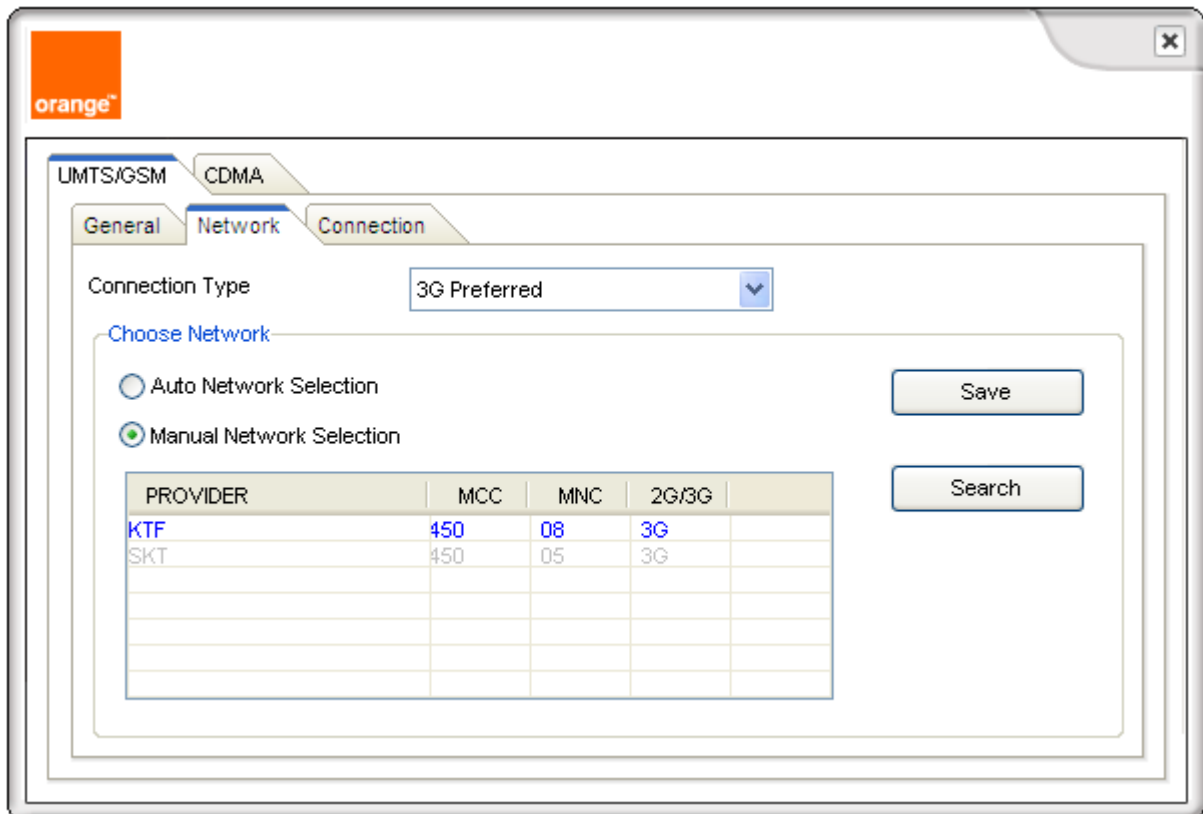 orange™
UMTS/GSM CDMA
General Network Connection
Connection Type 3G Preferred
Choose Network
Auto Network Selection
Save
Manual Network Selection
PROVIDER MCC MNC 2G/3G
Search
KTF 450 08 3G
SKT 450 05 3G